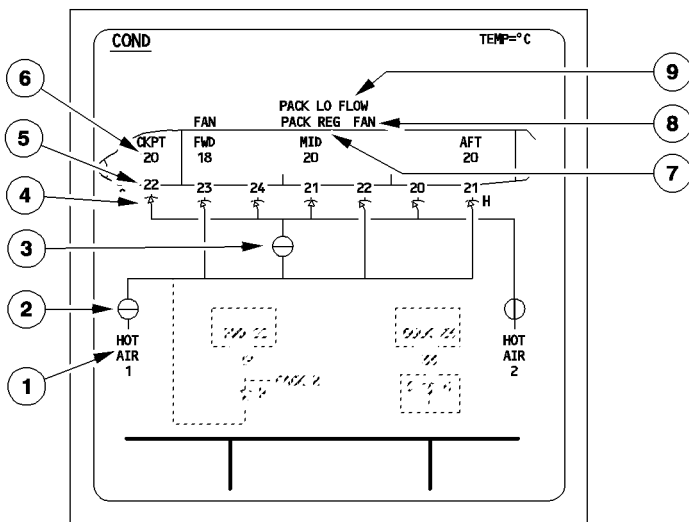 COND TEMP=°C
9
6
PACK LO FLOW
FAN PACK REG FAN
8
CKPT FWD MID AFT
20 18 20 20
5
7
22 23 24 21 22 20 21
4
H
3
2
HOT AIR 1
HOT AIR 2
1